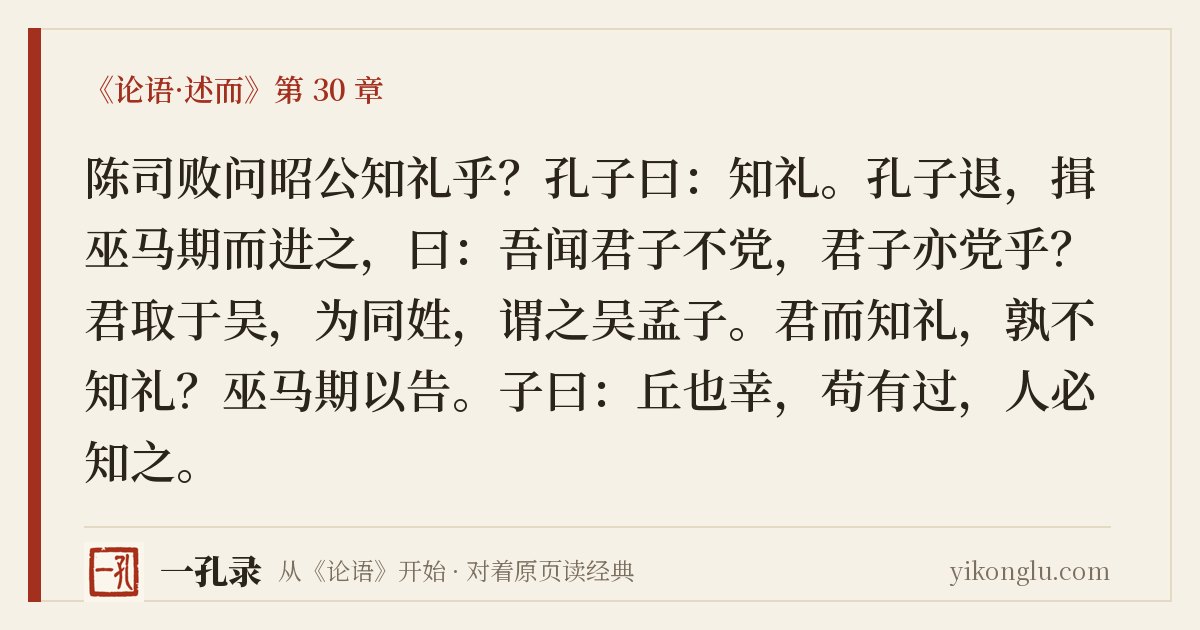 《论语·述而》第 30 章
陈司败问昭公知礼乎？孔子曰：知礼。孔子退，揖
巫马期而进之，曰：吾闻君子不党，君子亦党乎？
君取于吴，为同姓，谓之吴孟子。君而知礼，孰不
知礼？巫马期以告。子曰：丘也幸，苟有过，人必
知之。
一孔
一孔录 从《论语》开始 · 对着原页读经典 yikonglu.com